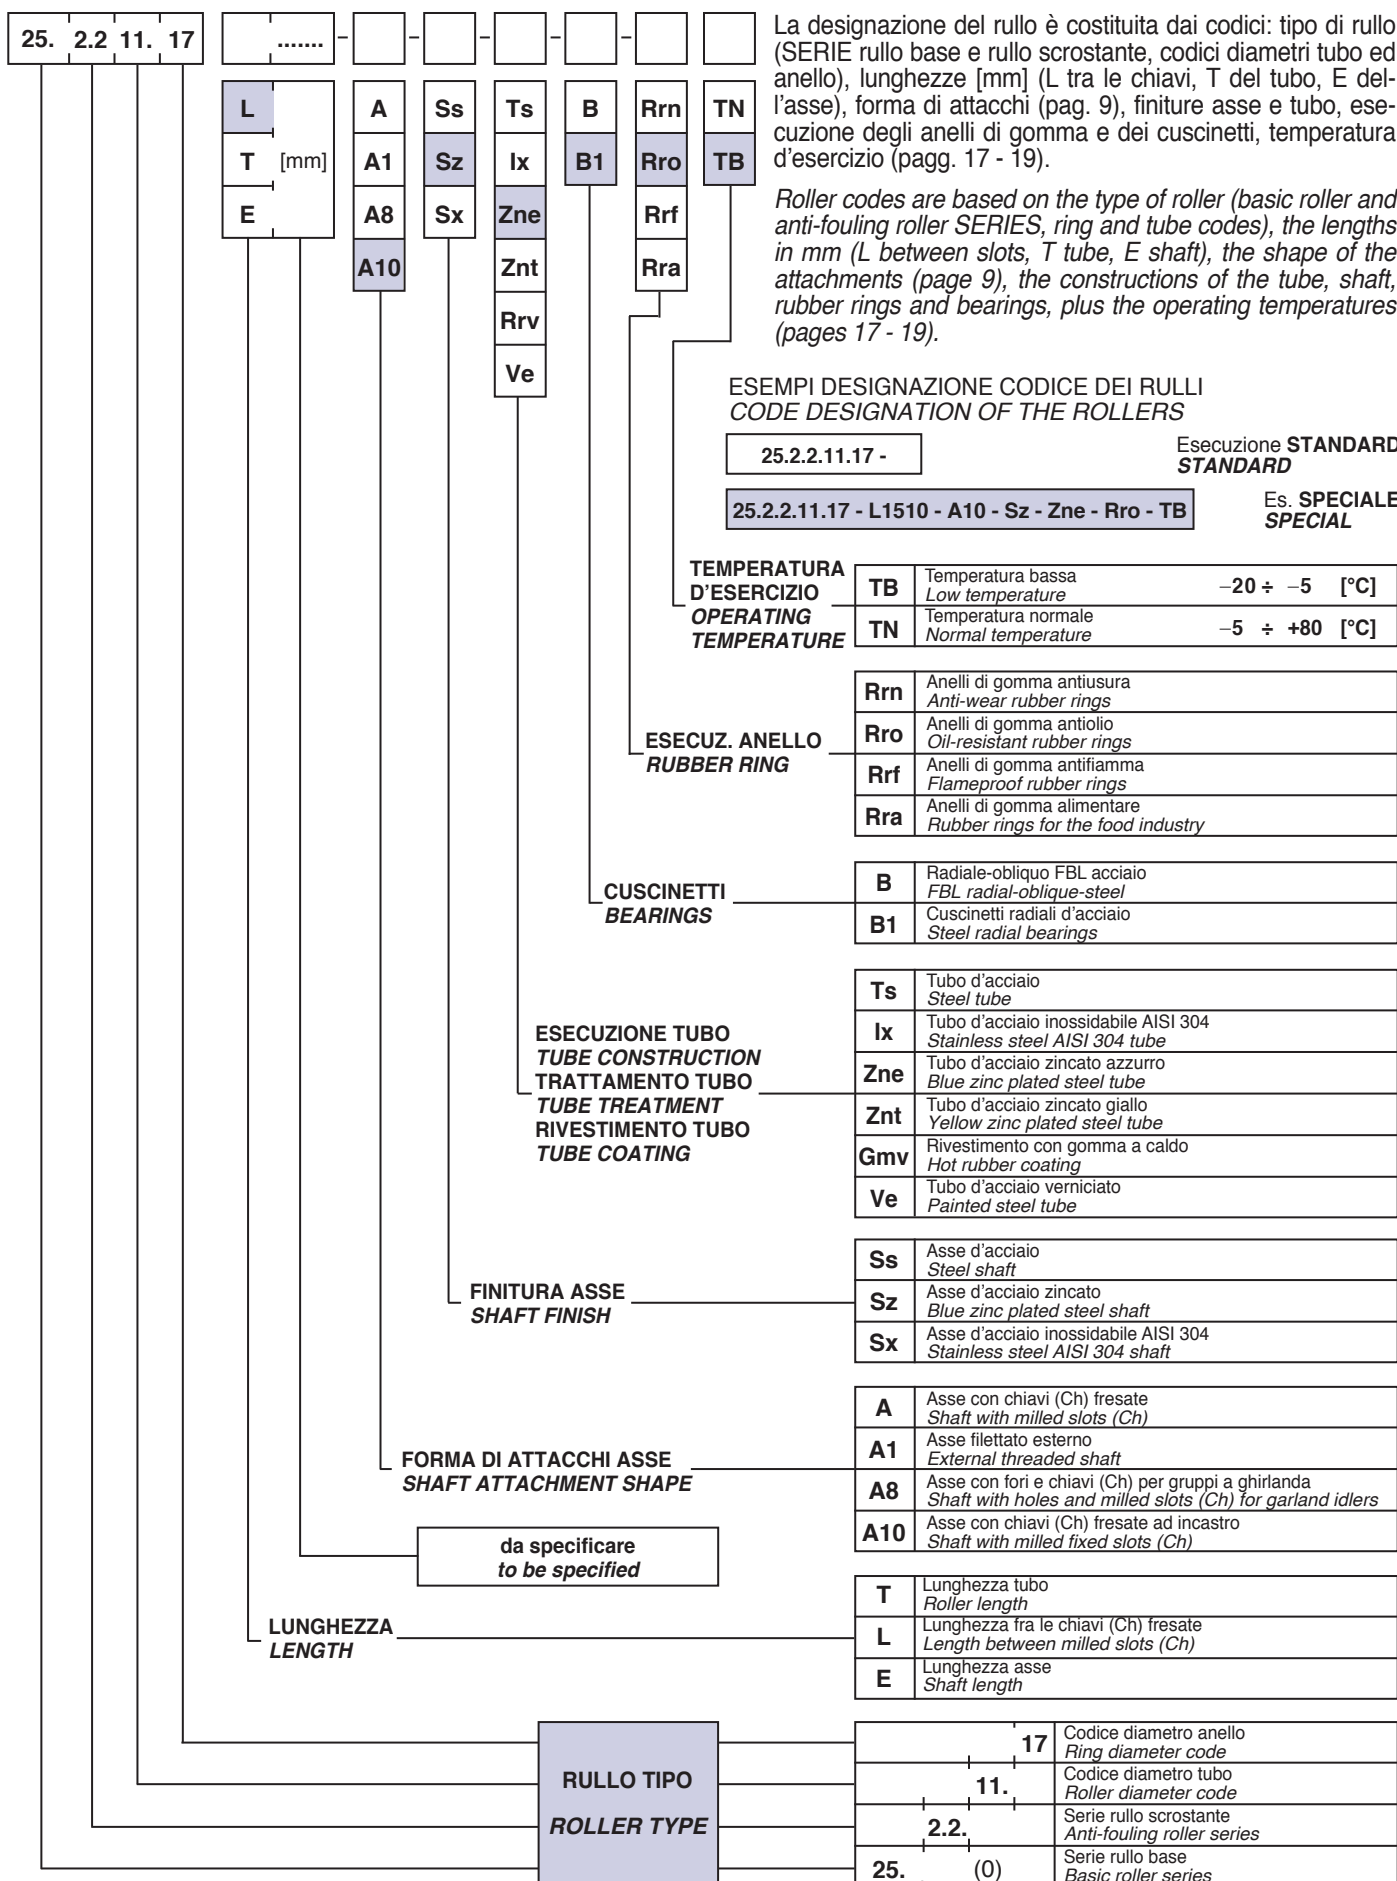 25. 2.2 11. 17 ....... - - - - -
La designazione del rullo è costituita dai codici: tipo di rullo
(SERIE rullo base e rullo scrostante, codici diametri tubo ed
anello), lunghezze [mm] (L tra le chiavi, T del tubo, E del-
l'asse), forma di attacchi (pag. 9), finiture asse e tubo, ese-
cuzione degli anelli di gomma e dei cuscinetti, temperatura
d'esercizio (pagg. 17 - 19).
Roller codes are based on the type of roller (basic roller and
anti-fouling roller SERIES, ring and tube codes), the lengths
in mm (L between slots, T tube, E shaft), the shape of the
attachments (page 9), the constructions of the tube, shaft,
rubber rings and bearings, plus the operating temperatures
(pages 17 - 19).
L A Ss Ts B Rrn TN
T [mm] A1 Sz Ix B1 Rro TB
E A8 Sx Zne Rrf
A10 Znt Rra
Rrv
Ve
ESEMPI DESIGNAZIONE CODICE DEI RULLI
CODE DESIGNATION OF THE ROLLERS
25.2.2.11.17 - Esecuzione STANDARD
STANDARD
25.2.2.11.17 - L1510 - A10 - Sz - Zne - Rro - TB Es. SPECIALE
SPECIAL
TEMPERATURA
D'ESERCIZIO
OPERATING
TEMPERATURE
TB Temperatura bassa −20 ÷ −5 [°C]
Low temperature
TN Temperatura normale −5 ÷ +80 [°C]
Normal temperature
ESECUZ. ANELLO
RUBBER RING
Rrn Anelli di gomma antiusura
Anti-wear rubber rings
Rro Anelli di gomma antiolio
Oil-resistant rubber rings
Rrf Anelli di gomma antifiamma
Flameproof rubber rings
Rra Anelli di gomma alimentare
Rubber rings for the food industry
CUSCINETTI
BEARINGS
B Radiale-obliquo FBL acciaio
FBL radial-oblique-steel
B1 Cuscinetti radiali d'acciaio
Steel radial bearings
ESECUZIONE TUBO
TUBE CONSTRUCTION
TRATTAMENTO TUBO
TUBE TREATMENT
RIVESTIMENTO TUBO
TUBE COATING
Ts Tubo d'acciaio
Steel tube
Ix Tubo d'acciaio inossidabile AISI 304
Stainless steel AISI 304 tube
Zne Tubo d'acciaio zincato azzurro
Blue zinc plated steel tube
Znt Tubo d'acciaio zincato giallo
Yellow zinc plated steel tube
Gmv Rivestimento con gomma a caldo
Hot rubber coating
Ve Tubo d'acciaio verniciato
Painted steel tube
FINITURA ASSE
SHAFT FINISH
Ss Asse d'acciaio
Steel shaft
Sz Asse d'acciaio zincato
Blue zinc plated steel shaft
Sx Asse d'acciaio inossidabile AISI 304
Stainless steel AISI 304 shaft
FORMA DI ATTACCHI ASSE
SHAFT ATTACHMENT SHAPE
A Asse con chiavi (Ch) fresate
Shaft with milled slots (Ch)
A1 Asse filettato esterno
External threaded shaft
A8 Asse con fori e chiavi (Ch) per gruppi a ghirlanda
Shaft with holes and milled slots (Ch) for garland idlers
A10 Asse con chiavi (Ch) fresate ad incastro
Shaft with milled fixed slots (Ch)
da specificare
to be specified
LUNGHEZZA
LENGTH
T Lunghezza tubo
Roller length
L Lunghezza fra le chiavi (Ch) fresate
Length between milled slots (Ch)
E Lunghezza asse
Shaft length
RULLO TIPO
ROLLER TYPE
17 Codice diametro anello
Ring diameter code
11. Codice diametro tubo
Roller diameter code
2.2. Serie rullo scrostante
Anti-fouling roller series
25. (0) Serie rullo base
Basic roller series